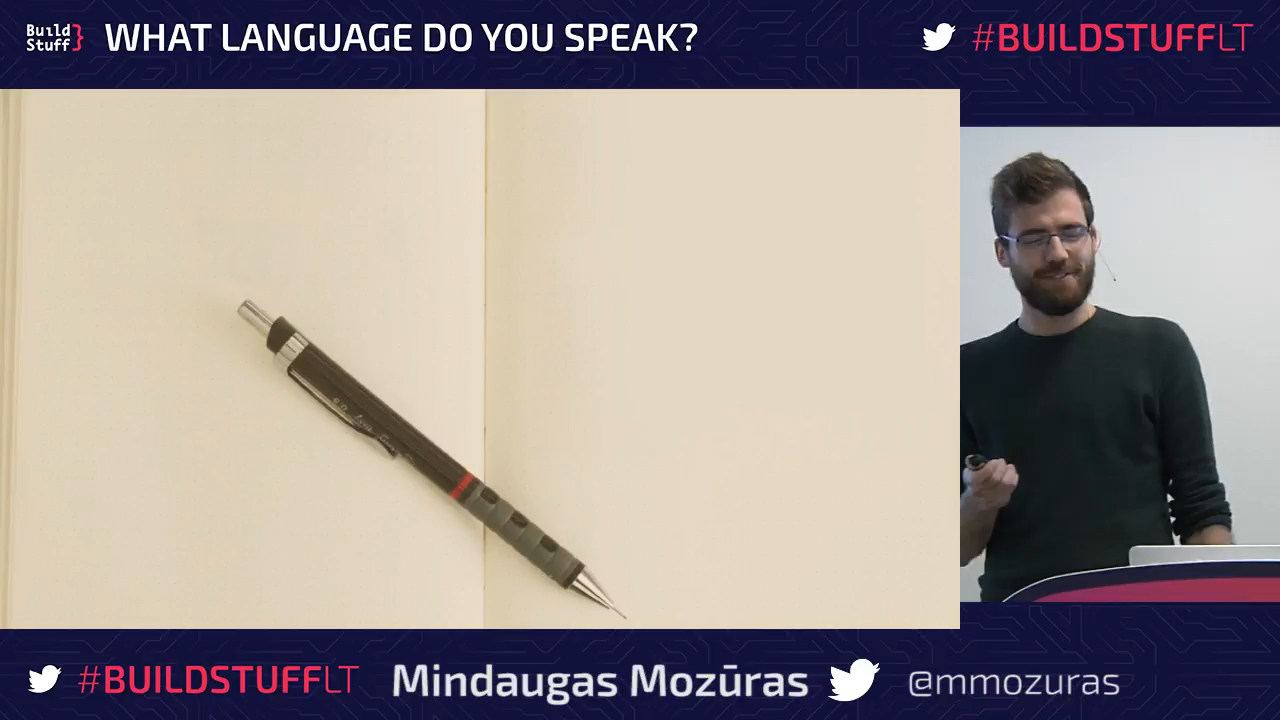 Build
Stuff
WHAT LANGUAGE DO YOU SPEAK?
#BUILDSTUFFLT
#BUILDSTUFFLT
Mindaugas Mozūras
@mmozuras